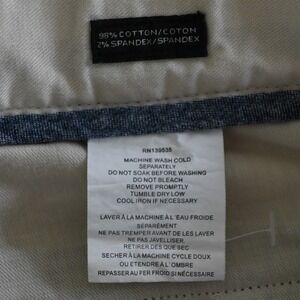 98% COTTON/COTON
2% SPANDEX/SPANDEX
RN139535
MACHINE WASH COLD
SEPARATELY
DO NOT SOAK BEFORE WASHING
DO NOT BLEACH
REMOVE PROMPTLY
TUMBLE DRY LOW
COOL IRON IF NECESSARY
LAVER À LA MACHINE À L'EAU FROIDE
SÉPARÉMENT
NE PAS TREMPER AVANT DE LES LAVER
NE PAS JAVELLISER.
RETIRER DÈS QUE SEC
SÉCHER À LA MACHINE CYCLE DOUX
OU ÉTENDRE À L'OMBRE
REPASSER AU FER FROID SI NÉCESSAIRE